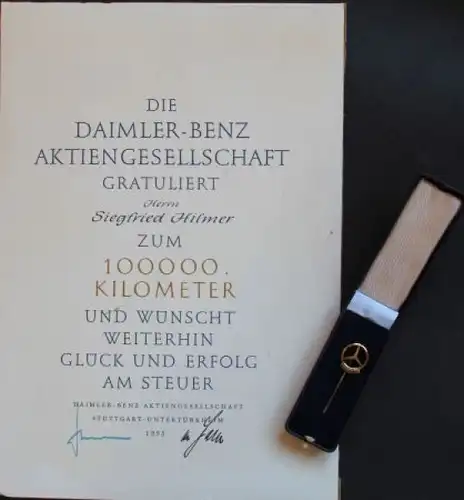 DIE
DAIMLER-BENZ
AKTIENGESELLSCHAFT
GRATULIERT
Herrn
Siegfried Hilmer
ZUM
100000.
KILOMETER
UND WÜNSCHT
WEITERHIN
GLÜCK UND ERFOLG
AM STEUER
DAIMLER-BENZ AKTIENGESELLSCHAFT
STUTTGART-UNTERTÜRKHEIM